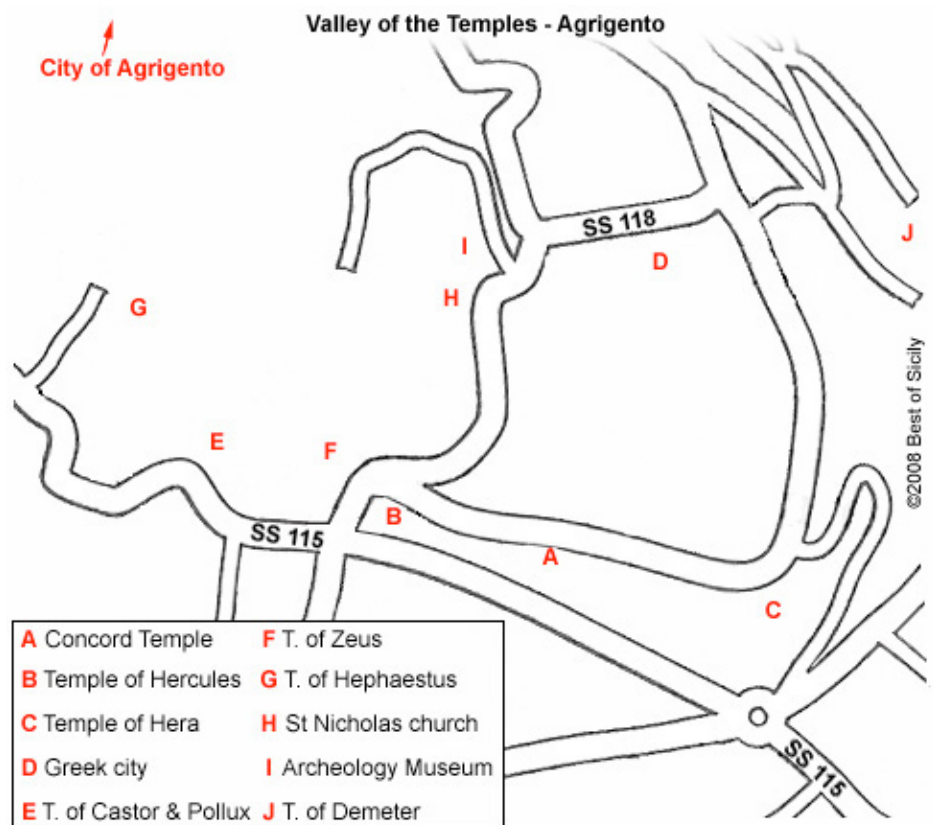 Valley of the Temples - Agrigento
City of Agrigento
SS 118
I
D
J
H
G
E
F
B
SS 115
A
C
©2008 Best of Sicily
SS 115
A Concord Temple
B Temple of Hercules
C Temple of Hera
D Greek city
E T. of Castor & Pollux
F T. of Zeus
G T. of Hephaestus
H St Nicholas church
I Archeology Museum
J T. of Demeter